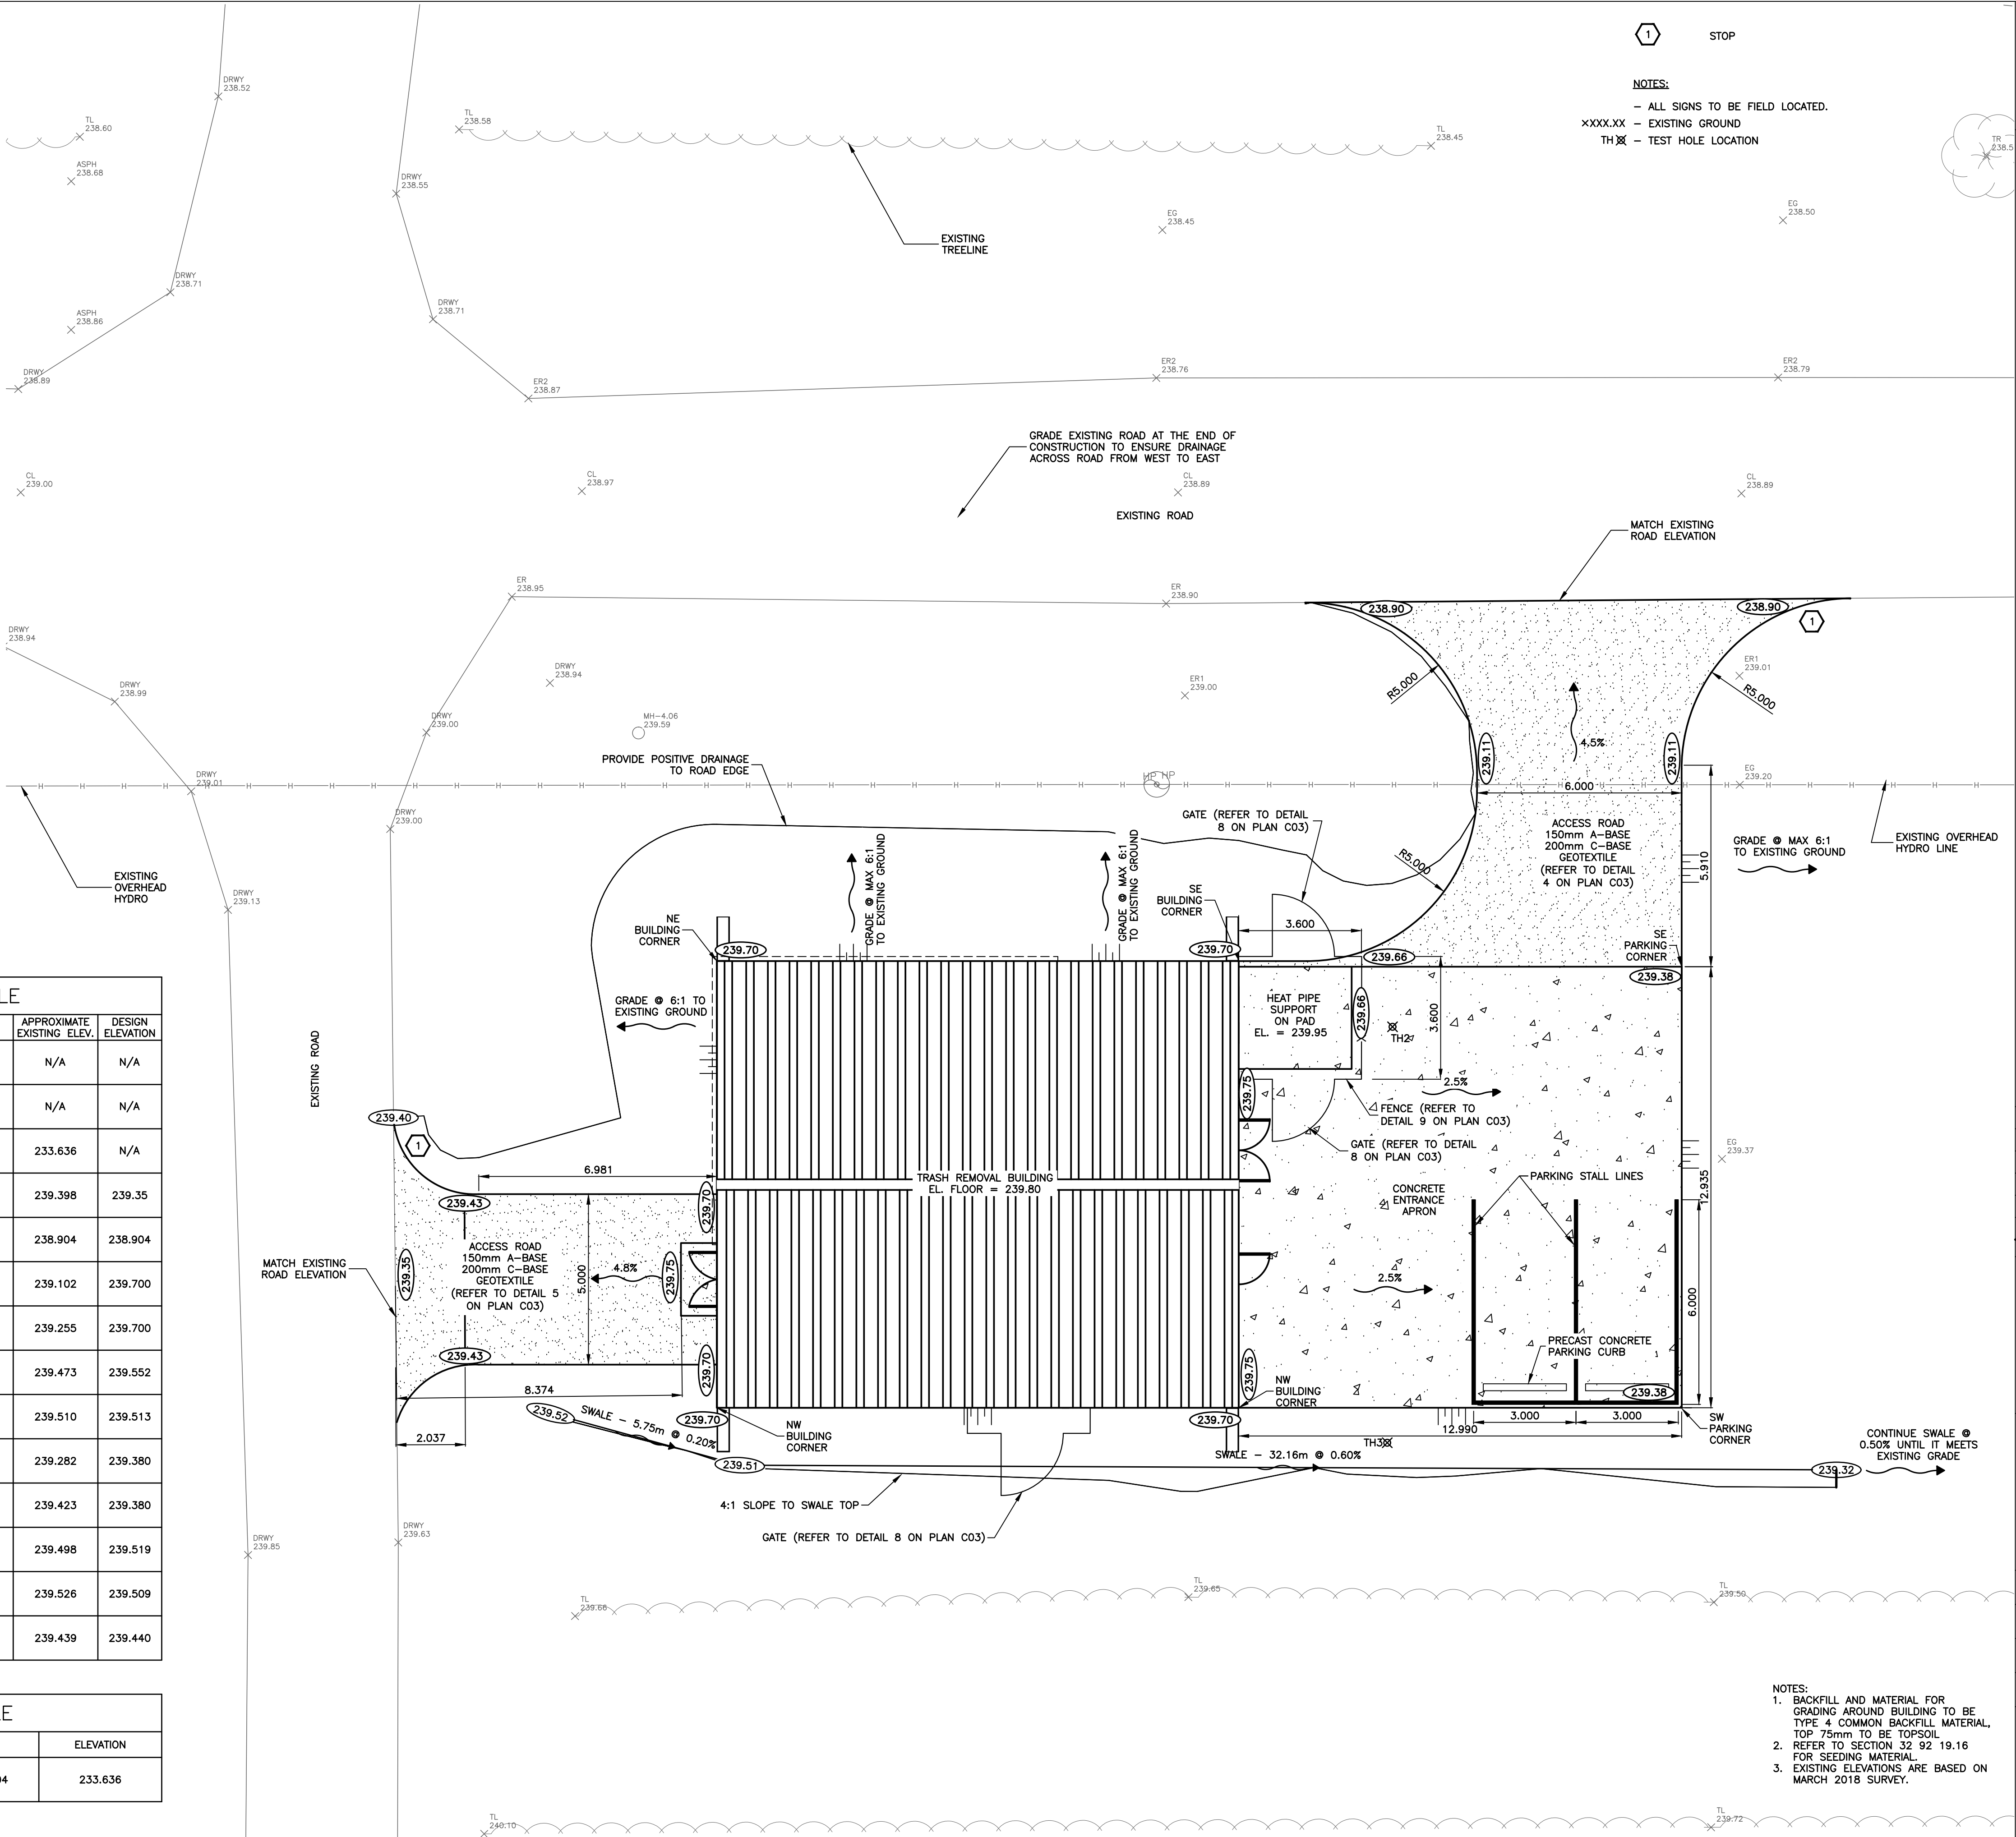 1
STOP
NOTES:
– ALL SIGNS TO BE FIELD LOCATED.
×XXX.XX – EXISTING GROUND
TH – TEST HOLE LOCATION
DRWY
238.52
TL
238.60
TL
238.58
TL
238.45
TR
ASPH
238.68
DRWY
238.55
EG
238.45
EG
238.50
EXISTING
TREELINE
DRWY
238.71
DRWY
238.71
ASPH
238.86
DRWY
238.89
ER2
238.87
ER2
238.76
ER2
238.79
GRADE EXISTING ROAD AT THE END OF
CONSTRUCTION TO ENSURE DRAINAGE
ACROSS ROAD FROM WEST TO EAST
CL
239.00
CL
238.97
CL
238.89
CL
238.89
EXISTING ROAD
MATCH EXISTING
ROAD ELEVATION
ER
238.95
ER
238.90
238.90
238.90
1
DRWY
238.94
DRWY
238.99
DRWY
238.94
DRWY
239.00
MH-4.06
239.59
ER1
239.00
ER1
239.01
R5.000
R5.000
4.5%
239.11
239.11
PROVIDE POSITIVE DRAINAGE
TO ROAD EDGE
DRWY
239.01
HP HP
EG
239.20
6.000
DRWY
239.00
GATE (REFER TO DETAIL
8 ON PLAN C03)
ACCESS ROAD
150mm A-BASE
200mm C-BASE
GEOTEXTILE
(REFER TO DETAIL
4 ON PLAN C03)
5.910
GRADE @ MAX 6:1
TO EXISTING GROUND
EXISTING OVERHEAD
HYDRO LINE
EXISTING
OVERHEAD
HYDRO
DRWY
239.13
GRADE @ MAX 6:1
TO EXISTING GROUND
GRADE @ MAX 6:1
TO EXISTING GROUND
R5.000
NE
BUILDING
CORNER
SE
BUILDING
CORNER
3.600
SE
PARKING
CORNER
239.70
239.70
239.66
239.38
GRADE @ 6:1 TO
EXISTING GROUND
HEAT PIPE
SUPPORT
ON PAD
EL. = 239.95
239.66
TH2
3.600
EXISTING ROAD
239.75
2.5%
FENCE (REFER TO
DETAIL 9 ON PLAN C03)
GATE (REFER TO DETAIL
8 ON PLAN C03)
239.40
1
EG
239.37
6.981
TRASH REMOVAL BUILDING
EL. FLOOR = 239.80
PARKING STALL LINES
CONCRETE
ENTRANCE
APRON
12.935
239.43
239.70
MATCH EXISTING
ROAD ELEVATION
239.35
ACCESS ROAD
150mm A-BASE
200mm C-BASE
GEOTEXTILE
(REFER TO DETAIL 5
ON PLAN C03)
5.000
4.8%
239.75
2.5%
6.000
PRECAST CONCRETE
PARKING CURB
239.43
239.70
239.75
239.38
8.374
NW
BUILDING
CORNER
239.52
SWALE – 5.75m @ 0.20%
239.70
NW
BUILDING
CORNER
239.70
3.000
3.000
12.990
SW
PARKING
CORNER
2.037
TH3
SWALE – 32.16m @ 0.60%
239.51
239.32
CONTINUE SWALE @
0.50% UNTIL IT MEETS
EXISTING GRADE
4:1 SLOPE TO SWALE TOP
GATE (REFER TO DETAIL 8 ON PLAN C03)
DRWY
239.85
DRWY
239.63
TL
239.66
TL
239.65
TL
239.50
TL
240.10
TL
239.72
LE
APPROXIMATE EXISTING ELEV. DESIGN ELEVATION
N/A N/A
N/A N/A
233.636 N/A
239.398 239.35
238.904 238.904
239.102 239.700
239.255 239.700
239.473 239.552
239.510 239.513
239.282 239.380
239.423 239.380
239.498 239.519
239.526 239.509
239.439 239.440
E
ELEVATION
233.636
NOTES:
1. BACKFILL AND MATERIAL FOR
GRADING AROUND BUILDING TO BE
TYPE 4 COMMON BACKFILL MATERIAL,
TOP 75mm TO BE TOPSOIL
2. REFER TO SECTION 32 92 19.16
FOR SEEDING MATERIAL.
3. EXISTING ELEVATIONS ARE BASED ON
MARCH 2018 SURVEY.